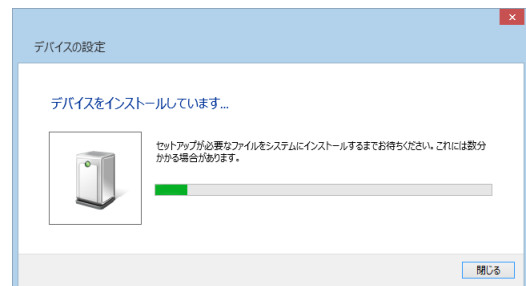 デバイスの設定
デバイスをインストールしています...
セットアップが必要なファイルをシステムにインストールするまでお待ちください。これには数分
かかる場合があります。
閉じる